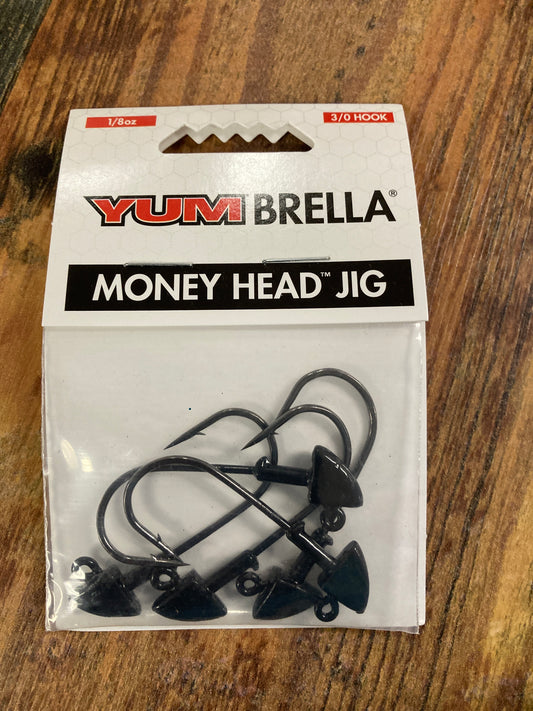 1/8oz 3/0 HOOK
YUMBRELLA®
MONEY HEAD™ JIG